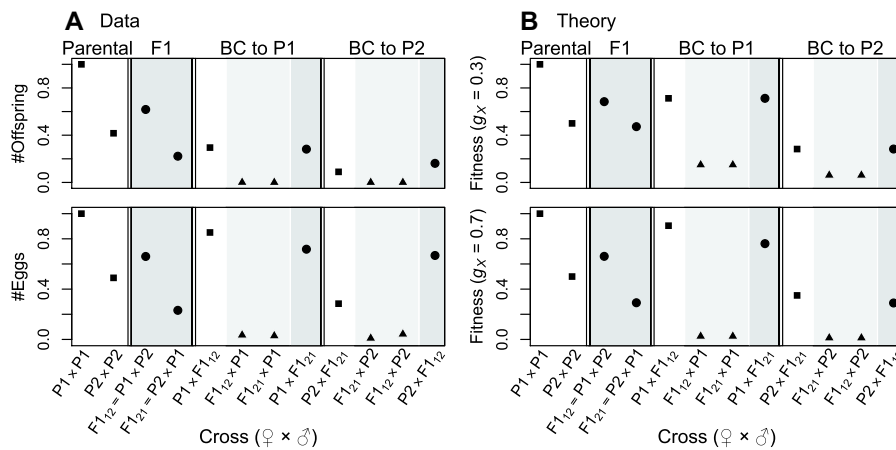 A Data
Parental F1 BC to P1 BC to P2
#Offspring
0.8
0.4
0.0
#Eggs
0.8
0.4
0.0
P1 × P1
P2 × P2
F1₁₂ = P1 × P2
F1₂₁ = P2 × P1
P1 × F1₁₂
F1₁₂ × P1
F1₂₁ × P1
P1 × F1₂₁
P2 × F1₂₁
F1₂₁ × P2
F1₁₂ × P2
P2 × F1₁₂
Cross (♀ × ♂)
B Theory
Parental F1 BC to P1 BC to P2
Fitness (gX = 0.3)
0.8
0.4
0.0
Fitness (gX = 0.7)
0.8
0.4
0.0
P1 × P1
P2 × P2
F1₁₂ = P1 × P2
F1₂₁ = P2 × P1
P1 × F1₁₂
F1₁₂ × P1
F1₂₁ × P1
P1 × F1₂₁
P2 × F1₂₁
F1₂₁ × P2
F1₁₂ × P2
P2 × F1
Cross (♀ × ♂)